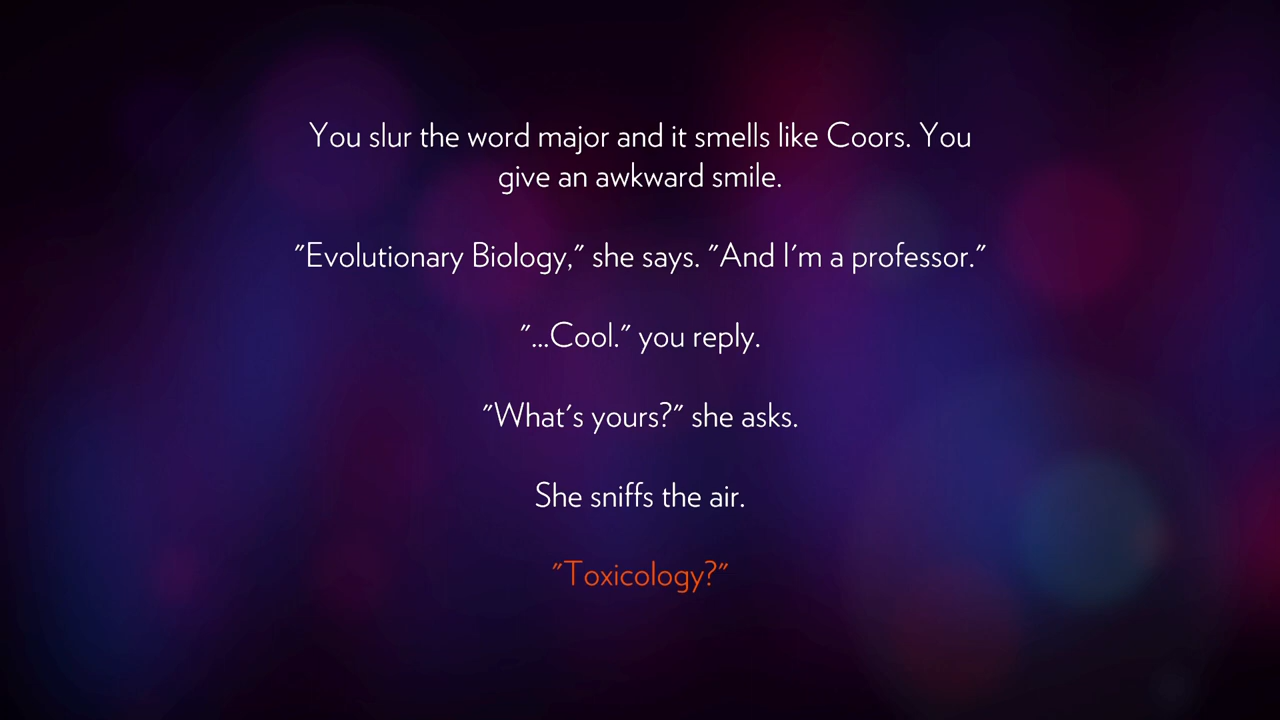 You slur the word major and it smells like Coors. You
give an awkward smile.
"Evolutionary Biology," she says. "And I'm a professor."
"...Cool." you reply.
"What's yours?" she asks.
She sniffs the air.
"Toxicology?"